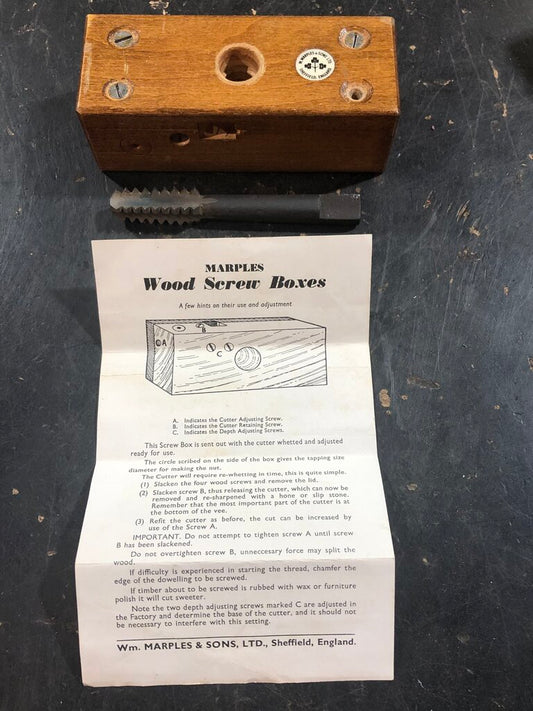 W. MARPLES & SONS LTD
SHEFFIELD, ENGLAND
MARPLES
Wood Screw Boxes
A few hints on their use and adjustment
A
B
C
A. Indicates the Cutter Adjusting Screw.
B. Indicates the Cutter Retaining Screw.
C. Indicates the Depth Adjusting Screws.
This Screw Box is sent out with the cutter whetted and adjusted
ready for use.
The circle scribed on the side of the box gives the tapping size
diameter for making the nut.
The Cutter will require re-whetting in time, this is quite simple.
(1) Slacken the four wood screws and remove the lid.
(2) Slacken screw B, thus releasing the cutter, which can now be
removed and re-sharpened with a hone or slip stone.
Remember that the most important part of the cutter is at
the bottom of the vee.
(3) Refit the cutter as before, the cut can be increased by
use of the Screw A.
IMPORTANT. Do not attempt to tighten screw A until screw
B has been slackened.
Do not overtighten screw B, unneccesary force may split the
wood.
If difficulty is experienced in starting the thread, chamfer the
edge of the dowelling to be screwed.
If timber about to be screwed is rubbed with wax or furniture
polish it will cut sweeter.
Note the two depth adjusting screws marked C are adjusted in
the Factory and determine the base of the cutter, and it should not
be necessary to interfere with this setting.
Wm. MARPLES & SONS, LTD., Sheffield, England.